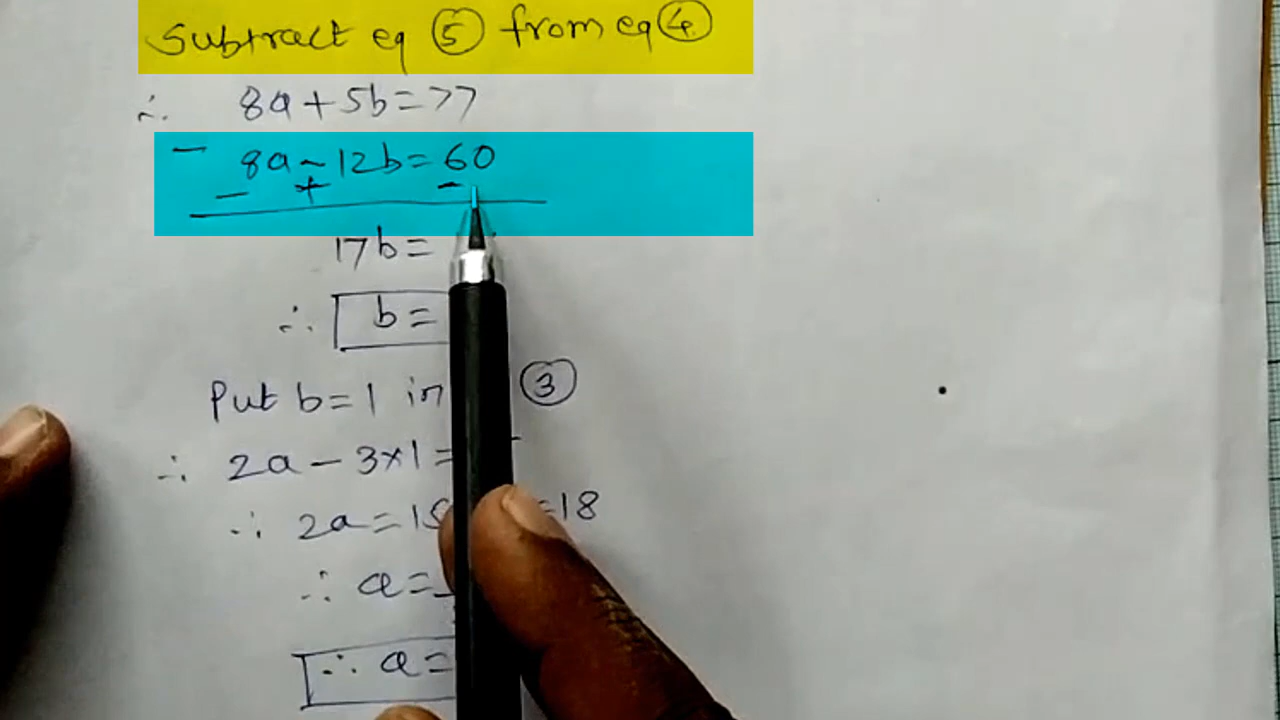 Subtract eq ⑤ from eq ④
∴ 8a + 5b = 77
− 8a − 12b = 60
− + −
17b =
∴ b =
Put b = 1 in ③
∴ 2a − 3×1 =
∴ 2a = 15 = 18
∴ a =
∴ a =